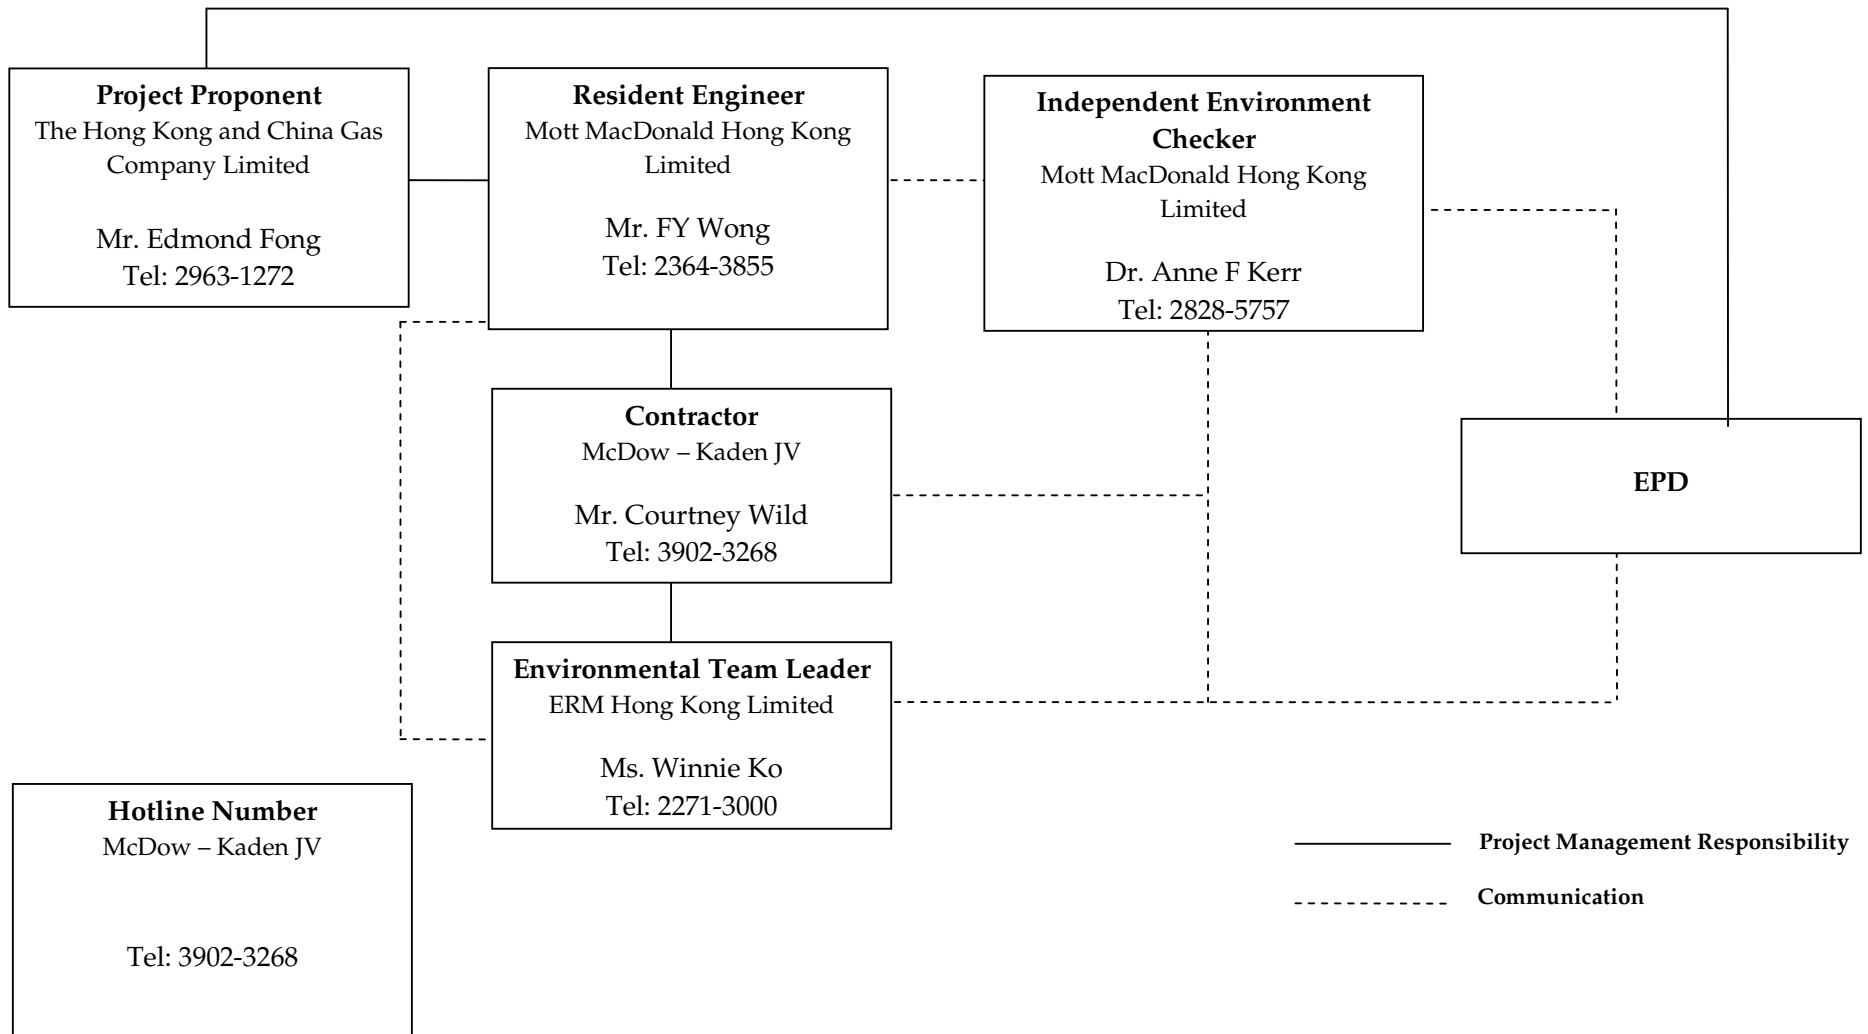 Project Proponent
The Hong Kong and China Gas
Company Limited
Mr. Edmond Fong
Tel: 2963-1272
Resident Engineer
Mott MacDonald Hong Kong
Limited
Mr. FY Wong
Tel: 2364-3855
Independent Environment
Checker
Mott MacDonald Hong Kong
Limited
Dr. Anne F Kerr
Tel: 2828-5757
Contractor
McDow – Kaden JV
Mr. Courtney Wild
Tel: 3902-3268
EPD
Environmental Team Leader
ERM Hong Kong Limited
Ms. Winnie Ko
Tel: 2271-3000
Hotline Number
McDow – Kaden JV
Tel: 3902-3268
Project Management Responsibility
Communication